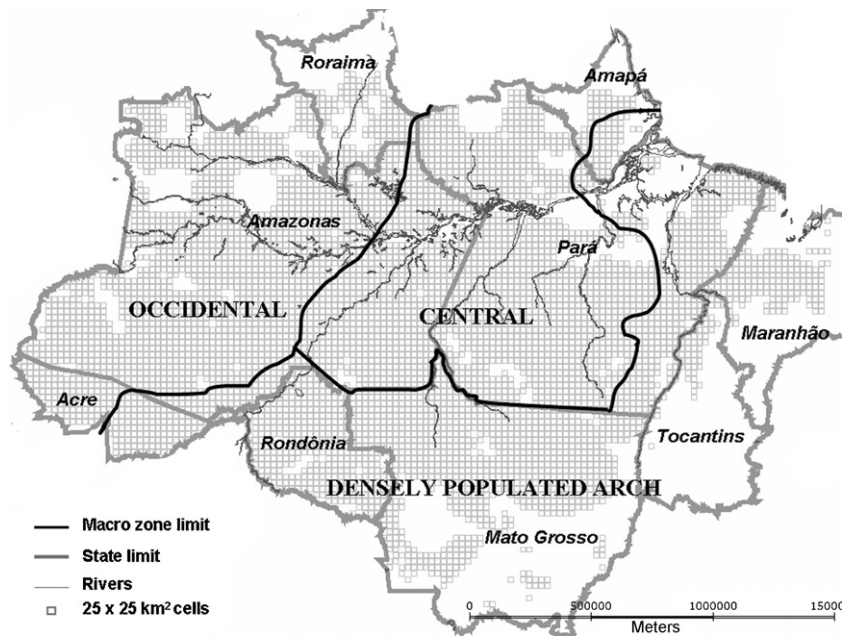 Roraima
Amapá
Amazonas
Pará
OCCIDENTAL
CENTRAL
Maranhão
Acre
Rondônia
Tocantins
DENSELY POPULATED ARCH
Mato Grosso
Macro zone limit
State limit
Rivers
25 x 25 km² cells
0 500000 1000000 15000
Meters